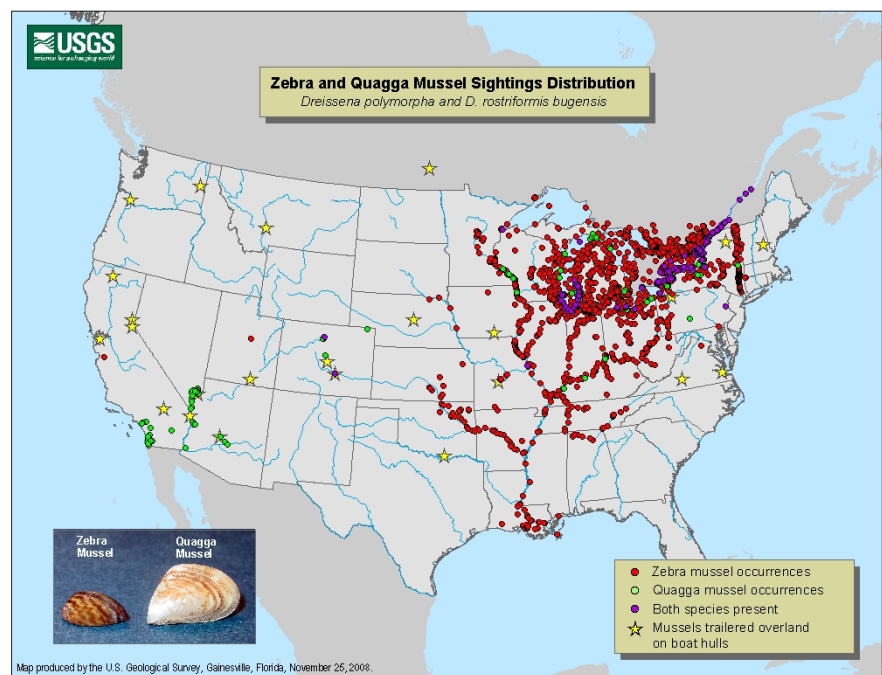 USGS
science for a changing world
Zebra and Quagga Mussel Sightings Distribution
Dreissena polymorpha and D. rostriformis bugensis
Zebra
Mussel
Quagga
Mussel
Zebra mussel occurrences
Quagga mussel occurrences
Both species present
Mussels trailered overland
on boat hulls
Map produced by the U.S. Geological Survey, Gainesville, Florida, November 25, 2008.